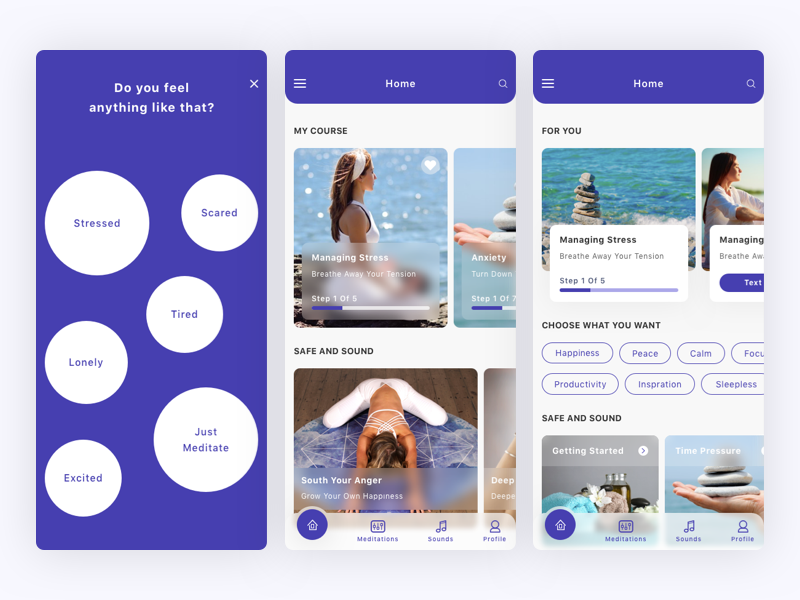 Do you feel
anything like that?
Stressed
Scared
Tired
Lonely
Just
Meditate
Excited
Home
MY COURSE
Managing Stress
Breathe Away Your Tension
Step 1 Of 5
Anxiety
Turn Down
Step 1 Of 7
SAFE AND SOUND
South Your Anger
Grow Your Own Happiness
Deep
Deepe
Meditations
Sounds
Profile
Home
FOR YOU
Managing Stress
Breathe Away Your Tension
Step 1 Of 5
Managing
Breathe Aw
Text
CHOOSE WHAT YOU WANT
Happiness
Peace
Calm
Focu
Productivity
Inspration
Sleepless
SAFE AND SOUND
Getting Started
Time Pressure
Meditations
Sounds
Profile